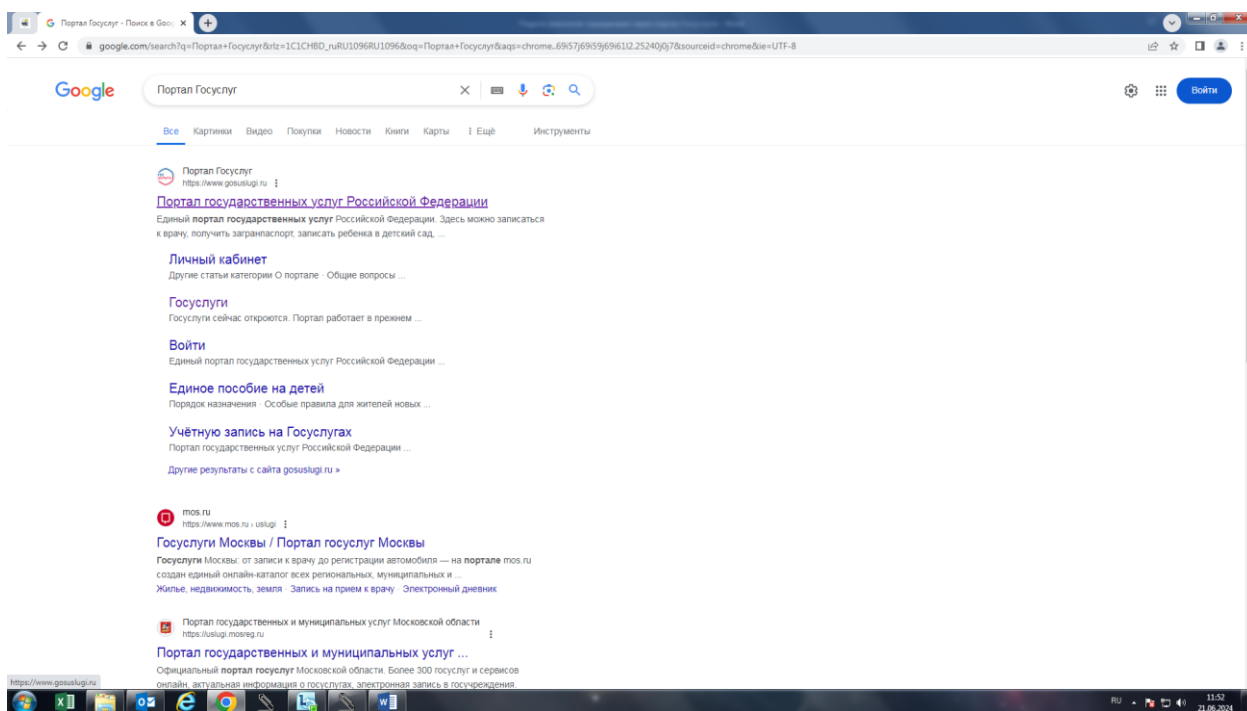 Портал Госуслуг - Поиск в Goog
google.com/search?q=Портал+Госуслуг&rlz=1C1CHBD_ruRU1096RU1096&oq=Портал+Госуслуг&aqs=chrome..69i57j69i59j69i61l2.25240j0j7&sourceid=chrome&ie=UTF-8
Google
Портал Госуслуг
Войти
Все Картинки Видео Покупки Новости Книги Карты Ещё Инструменты
Портал Госуслуг
https://www.gosuslugi.ru
Портал государственных услуг Российской Федерации
Единый портал государственных услуг Российской Федерации. Здесь можно записаться
к врачу, получить загранпаспорт, записать ребенка в детский сад, ...
Личный кабинет
Другие статьи категории О портале · Общие вопросы ...
Госуслуги
Госуслуги сейчас откроются. Портал работает в прежнем ...
Войти
Единый портал государственных услуг Российской Федерации ...
Единое пособие на детей
Порядок назначения · Особые правила для жителей новых ...
Учётную запись на Госуслугах
Портал государственных услуг Российской Федерации ...
Другие результаты с сайта gosuslugi.ru »
mos.ru
https://www.mos.ru › uslugi
Госуслуги Москвы / Портал госуслуг Москвы
Госуслуги Москвы: от записи к врачу до регистрации автомобиля — на портале mos.ru
создан единый онлайн-каталог всех региональных, муниципальных и ...
Жилье, недвижимость, земля · Запись на прием к врачу · Электронный дневник
Портал государственных и муниципальных услуг Московской области
https://uslugi.mosreg.ru
Портал государственных и муниципальных услуг ...
Официальный портал госуслуг Московской области. Более 300 госуслуг и сервисов
онлайн, актуальная информация о госуслугах, электронная запись в госучреждения.
https://www.gosuslugi.ru
RU
11:52
21.06.2024